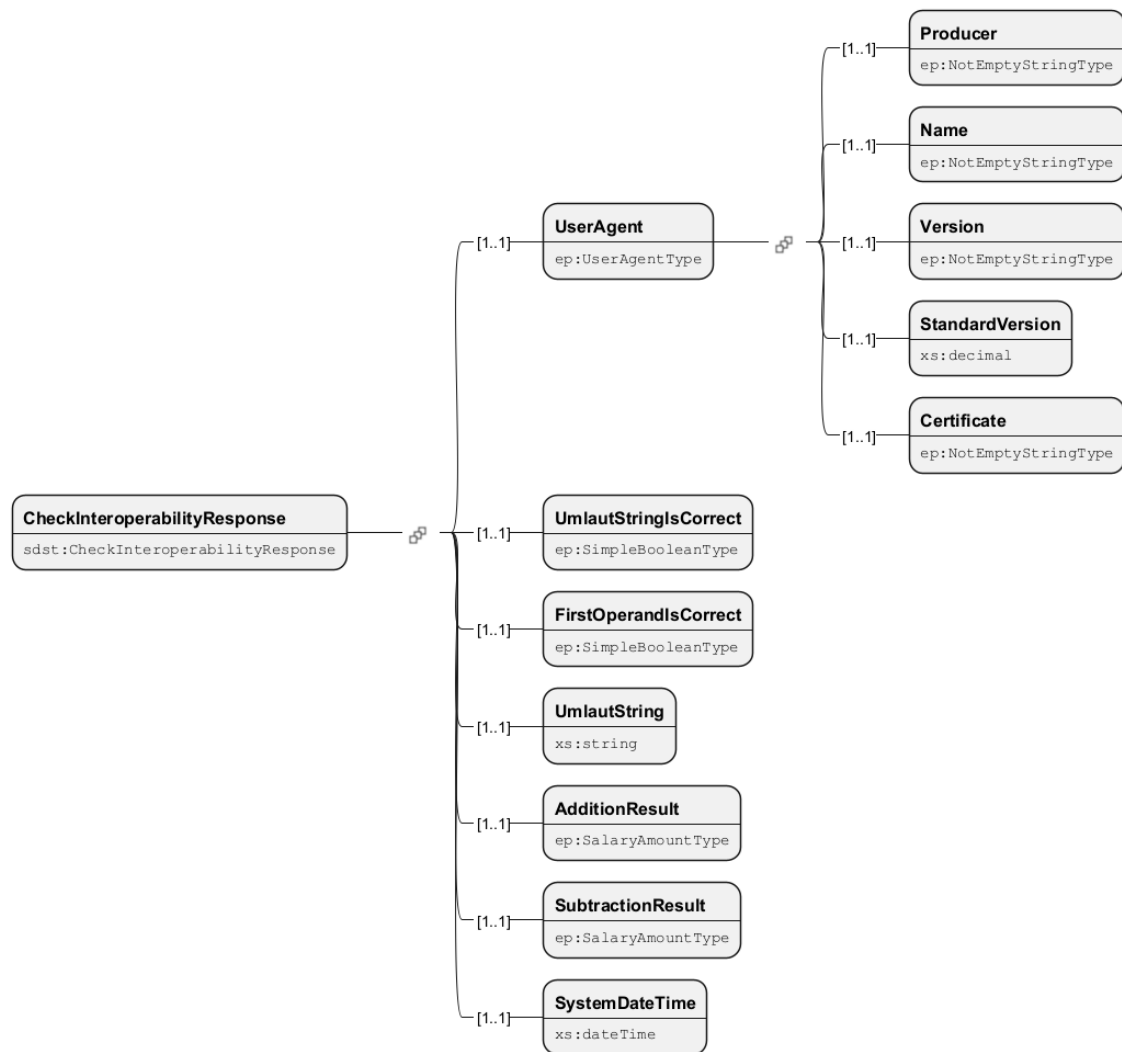 Producer
[1..1]
ep:NotEmptyStringType
Name
[1..1]
ep:NotEmptyStringType
UserAgent
[1..1]
ep:UserAgentType
Version
[1..1]
ep:NotEmptyStringType
StandardVersion
[1..1]
xs:decimal
Certificate
[1..1]
ep:NotEmptyStringType
CheckInteroperabilityResponse
sdst:CheckInteroperabilityResponse
UmlautStringIsCorrect
[1..1]
ep:SimpleBooleanType
FirstOperandIsCorrect
[1..1]
ep:SimpleBooleanType
UmlautString
[1..1]
xs:string
AdditionResult
[1..1]
ep:SalaryAmountType
SubtractionResult
[1..1]
ep:SalaryAmountType
SystemDateTime
[1..1]
xs:dateTime